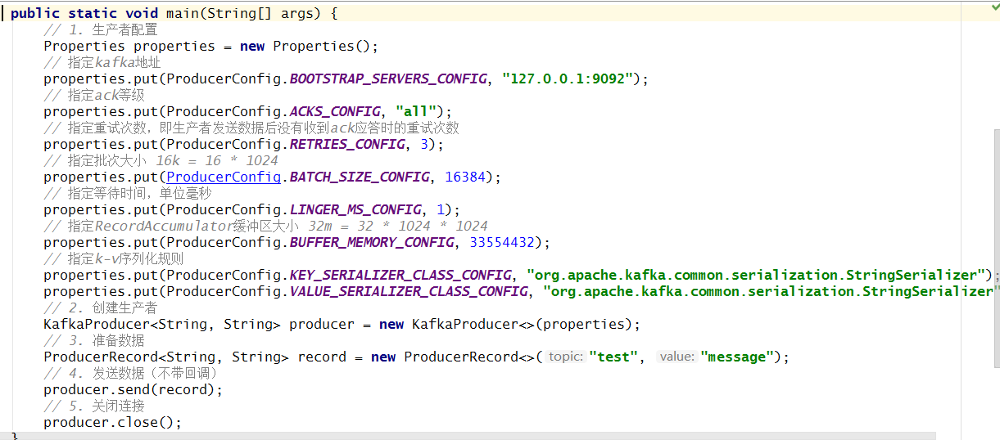 public static void main(String[] args) {
// 1. 生产者配置
Properties properties = new Properties();
// 指定kafka地址
properties.put(ProducerConfig.BOOTSTRAP_SERVERS_CONFIG, "127.0.0.1:9092");
// 指定ack等级
properties.put(ProducerConfig.ACKS_CONFIG, "all");
// 指定重试次数，即生产者发送数据后没有收到ack应答时的重试次数
properties.put(ProducerConfig.RETRIES_CONFIG, 3);
// 指定批次大小 16k = 16 * 1024
properties.put(ProducerConfig.BATCH_SIZE_CONFIG, 16384);
// 指定等待时间，单位毫秒
properties.put(ProducerConfig.LINGER_MS_CONFIG, 1);
// 指定RecordAccumulator缓冲区大小 32m = 32 * 1024 * 1024
properties.put(ProducerConfig.BUFFER_MEMORY_CONFIG, 33554432);
// 指定k-v序列化规则
properties.put(ProducerConfig.KEY_SERIALIZER_CLASS_CONFIG, "org.apache.kafka.common.serialization.StringSerializer");
properties.put(ProducerConfig.VALUE_SERIALIZER_CLASS_CONFIG, "org.apache.kafka.common.serialization.StringSerializer"
// 2. 创建生产者
KafkaProducer<String, String> producer = new KafkaProducer<>(properties);
// 3. 准备数据
ProducerRecord<String, String> record = new ProducerRecord<>( topic: "test", value: "message");
// 4. 发送数据（不带回调）
producer.send(record);
// 5. 关闭连接
producer.close();
}